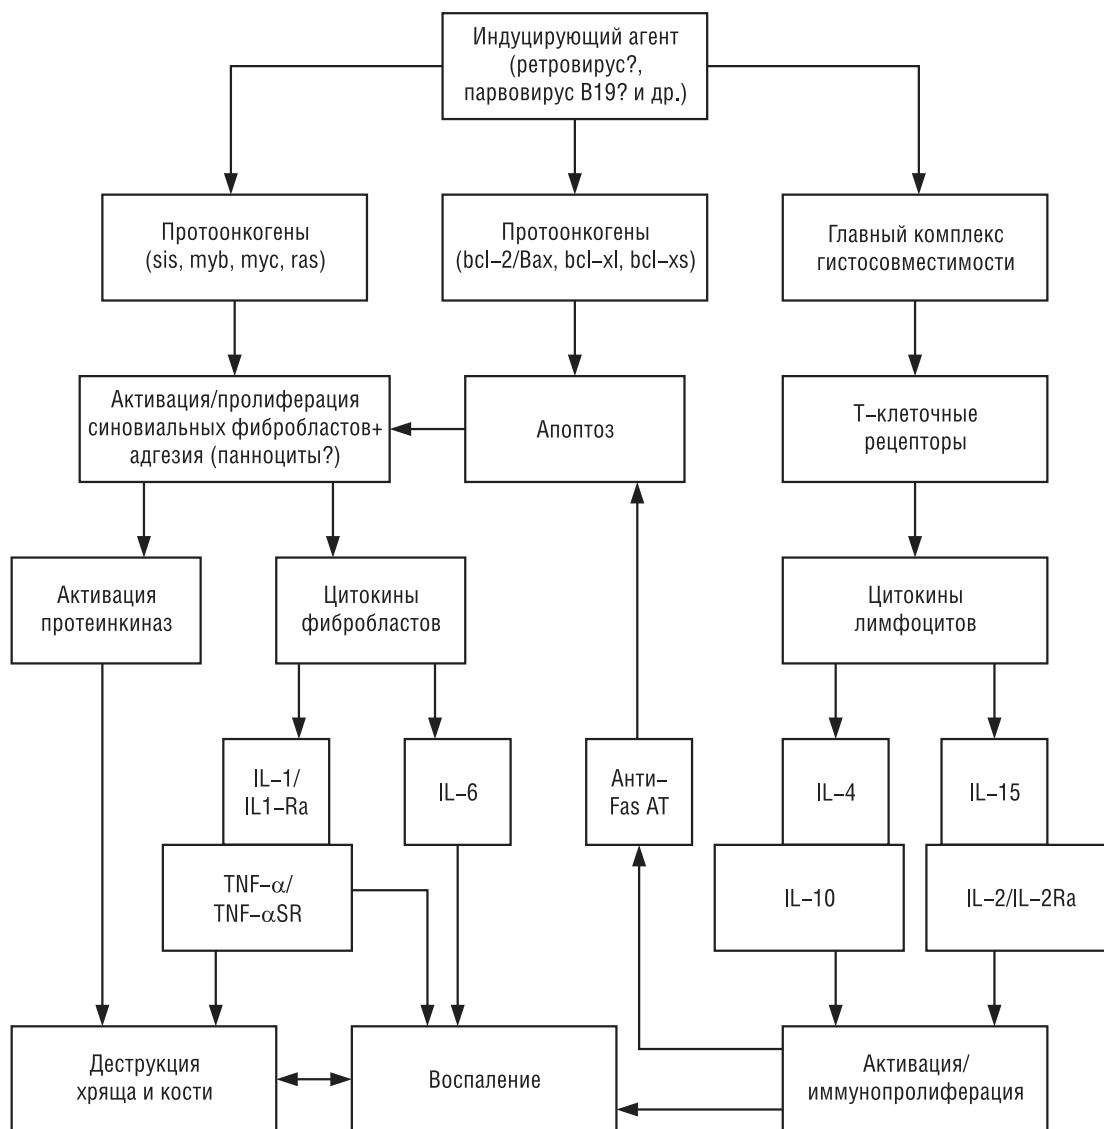 Индуцирующий агент
(ретровирус?,
парвовирус B19? и др.)
Протоонкогены
(sis, myb, myc, ras)
Протоонкогены
(bcl–2/Bax, bcl–xl, bcl–xs)
Главный комплекс
гистосовместимости
Активация/пролиферация
синовиальных фибробластов+
адгезия (панноциты?)
Апоптоз
Т–клеточные
рецепторы
Активация
протеинкиназ
Цитокины
фибробластов
Цитокины
лимфоцитов
IL–1/
IL1–Ra
IL–6
Анти–
Fas AT
IL–4
IL–15
TNF–α/
TNF–αSR
IL–10
IL–2/IL–2Ra
Деструкция
хряща и кости
Воспаление
Активация/
иммунопролиферация